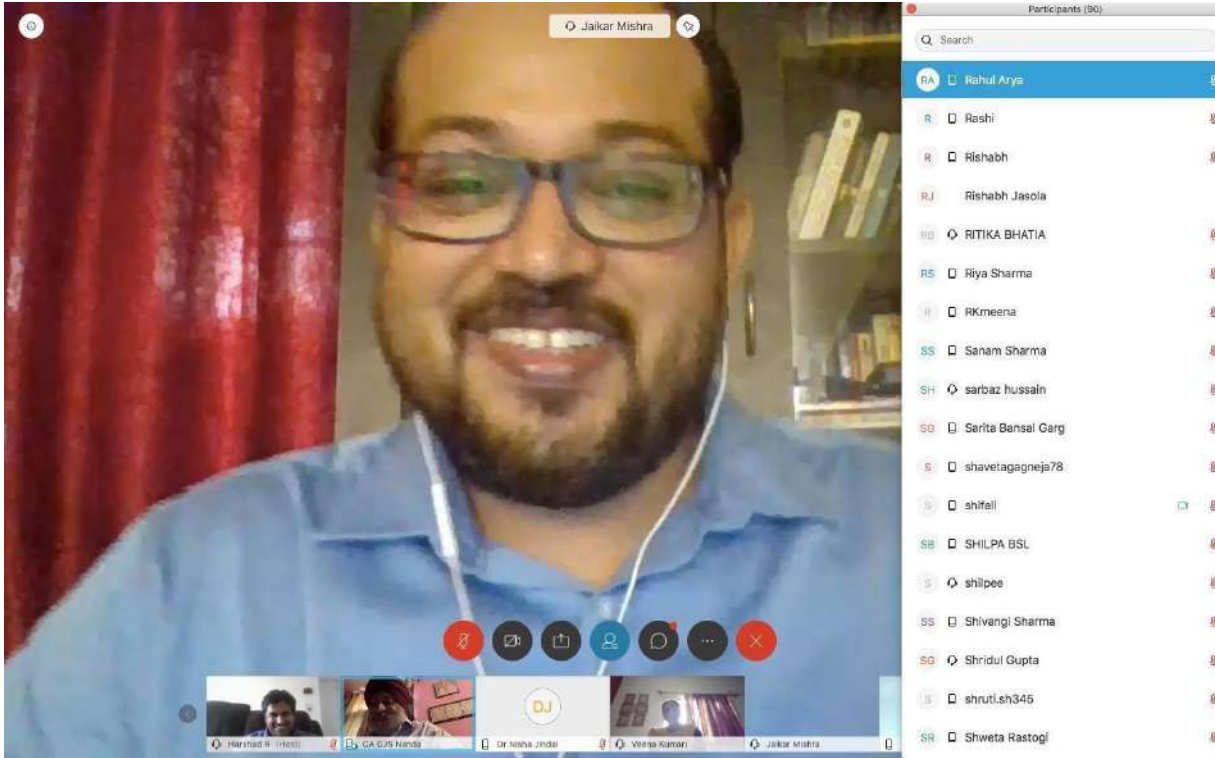 Jaikar Mishra
Participants (90)
Search
RA Rahul Arya
R Rashi
R Rishabh
RJ Rishabh Jasola
RB RITIKA BHATIA
RS Riya Sharma
R RKmeena
SS Sanam Sharma
SH sarbaz hussain
SG Sarita Bansal Garg
S shavetagagneja78
S shifali
SB SHILPA BSL
S shilpee
SS Shivangi Sharma
SG Shridul Gupta
S shruti.sh345
SR Shweta Rastogi
DJ
Harshad R (Host)
CA GJS Nanda
Dr Nisha Jindal
Veena Kumari
Jaikar Mishra